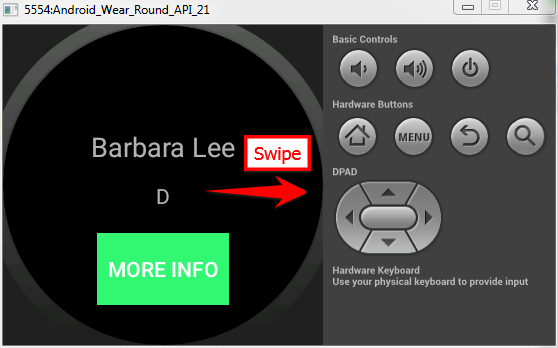 5554:Android_Wear_Round_API_21
Barbara Lee
Swipe
D
MORE INFO
Basic Controls
Hardware Buttons
MENU
DPAD
Hardware Keyboard
Use your physical keyboard to provide input